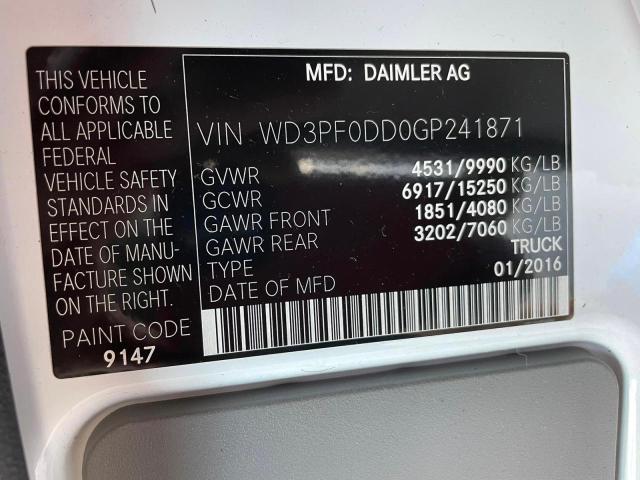 MFD: DAIMLER AG
THIS VEHICLE
CONFORMS TO
ALL APPLICABLE
FEDERAL
VEHICLE SAFETY
STANDARDS IN
EFFECT ON THE
DATE OF MANU-
FACTURE SHOWN
ON THE RIGHT.
PAINT CODE
9147
VIN WD3PF0DD0GP241871
GVWR 4531/9990 KG/LB
GCWR 6917/15250 KG/LB
GAWR FRONT 1851/4080 KG/LB
GAWR REAR 3202/7060 KG/LB
TYPE TRUCK
DATE OF MFD 01/2016